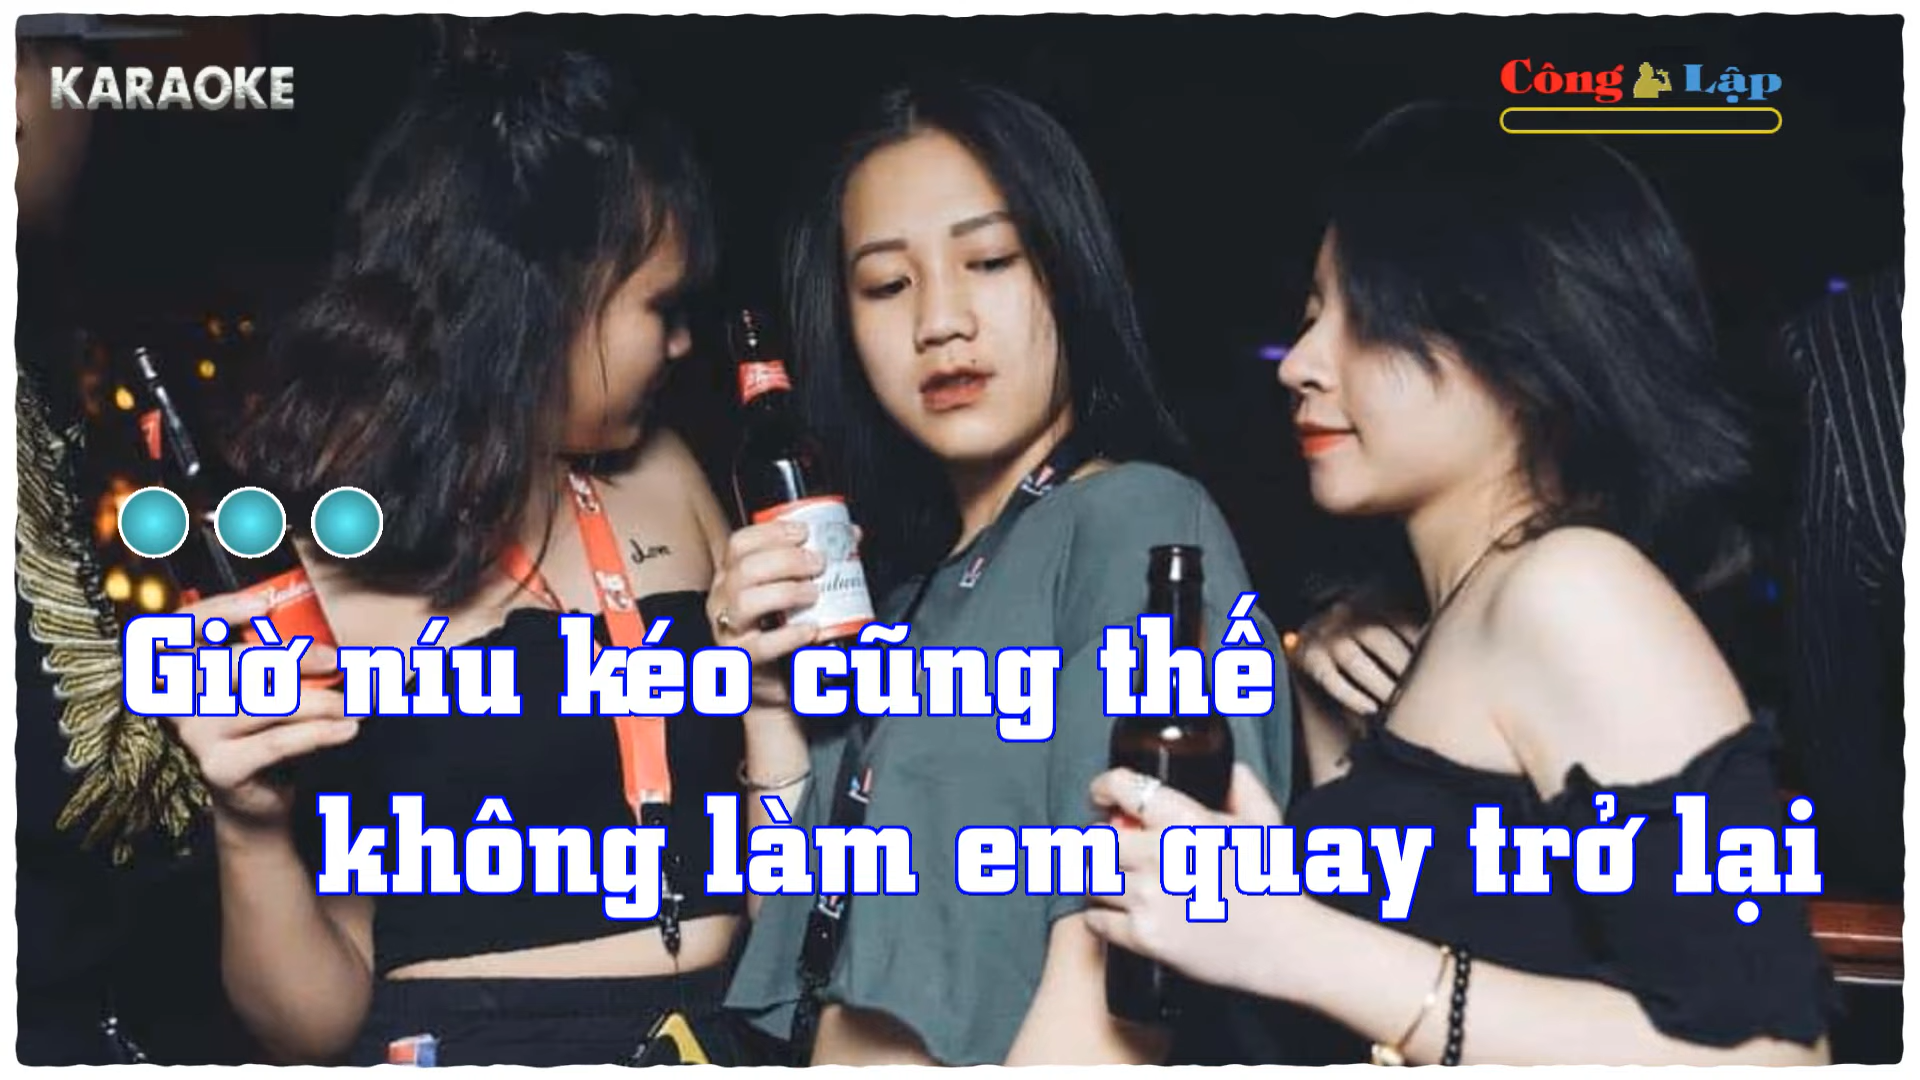 KARAOKE
Công Lập
Giờ níu kéo cũng thế
không làm em quay trở lại